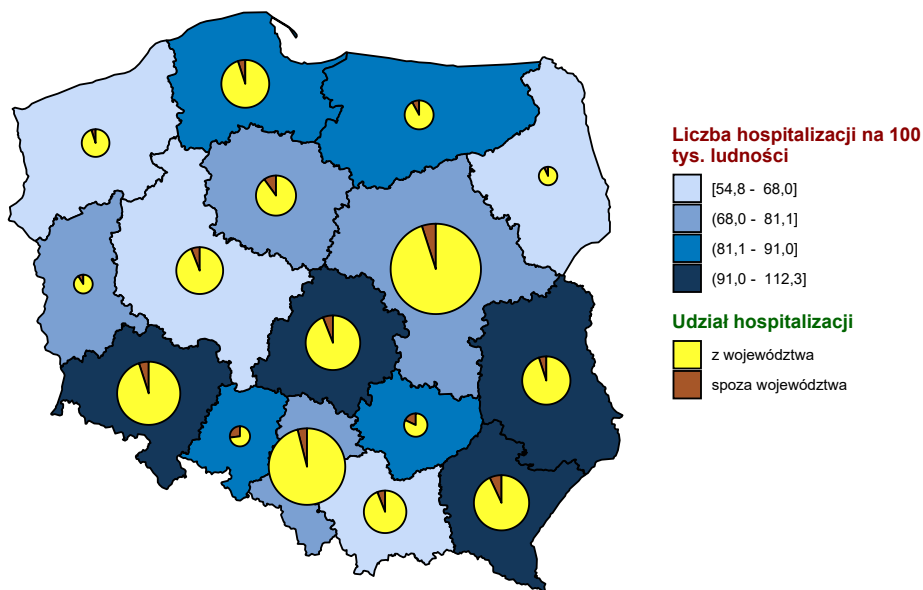 Liczba hospitalizacji na 100
tys. ludności
[54,8 - 68,0]
(68,0 - 81,1]
(81,1 - 91,0]
(91,0 - 112,3]
Udział hospitalizacji
z województwa
spoza województwa